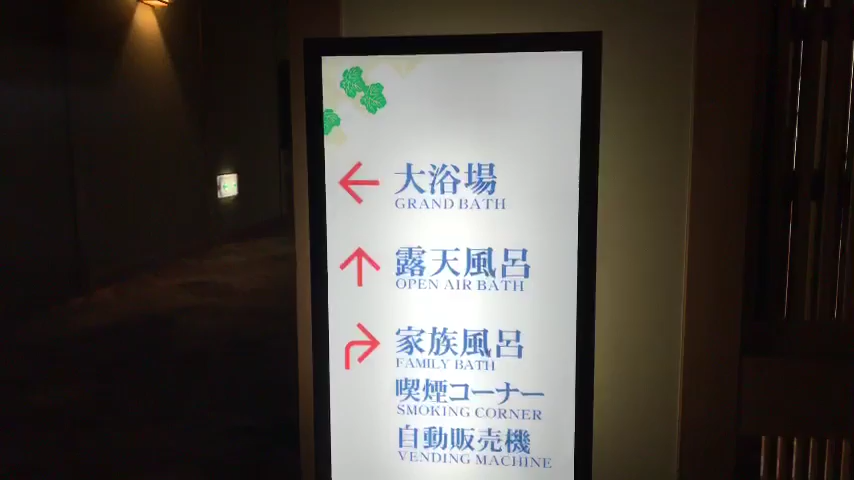 大浴場
GRAND BATH
露天風呂
OPEN AIR BATH
家族風呂
FAMILY BATH
喫煙コーナー
SMOKING CORNER
自動販売機
VENDING MACHINE